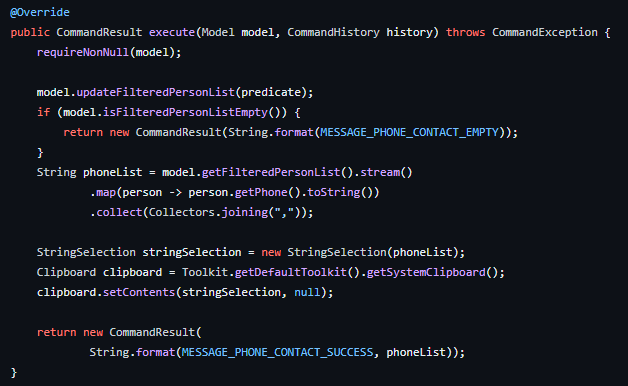 @Override
public CommandResult execute(Model model, CommandHistory history) throws CommandException {
    requireNonNull(model);

    model.updateFilteredPersonList(predicate);
    if (model.isFilteredPersonListEmpty()) {
        return new CommandResult(String.format(MESSAGE_PHONE_CONTACT_EMPTY));
    }
    String phoneList = model.getFilteredPersonList().stream()
            .map(person -> person.getPhone().toString())
            .collect(Collectors.joining(","));

    StringSelection stringSelection = new StringSelection(phoneList);
    Clipboard clipboard = Toolkit.getDefaultToolkit().getSystemClipboard();
    clipboard.setContents(stringSelection, null);

    return new CommandResult(
            String.format(MESSAGE_PHONE_CONTACT_SUCCESS, phoneList));
}